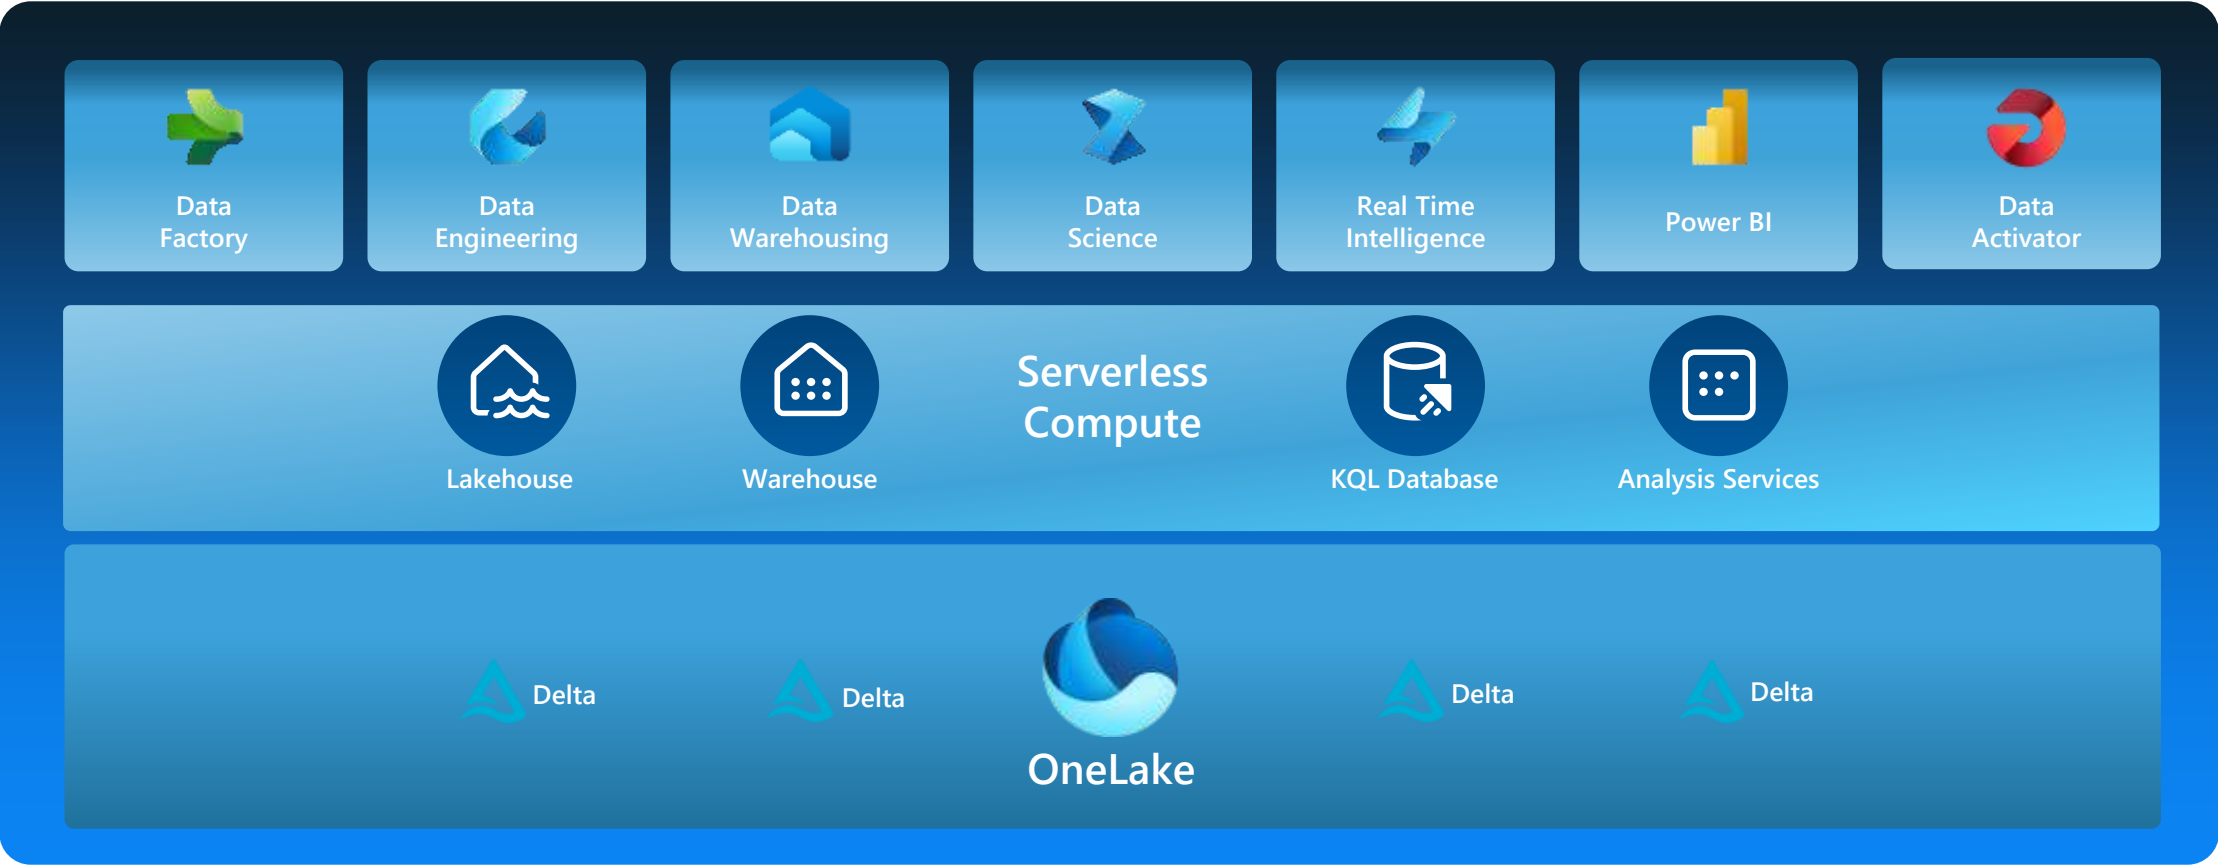 Data
Factory
Data
Engineering
Data
Warehousing
Data
Science
Real Time
Intelligence
Power BI
Data
Activator
Lakehouse
Warehouse
Serverless
Compute
KQL Database
Analysis Services
Delta
Delta
OneLake
Delta
Delta